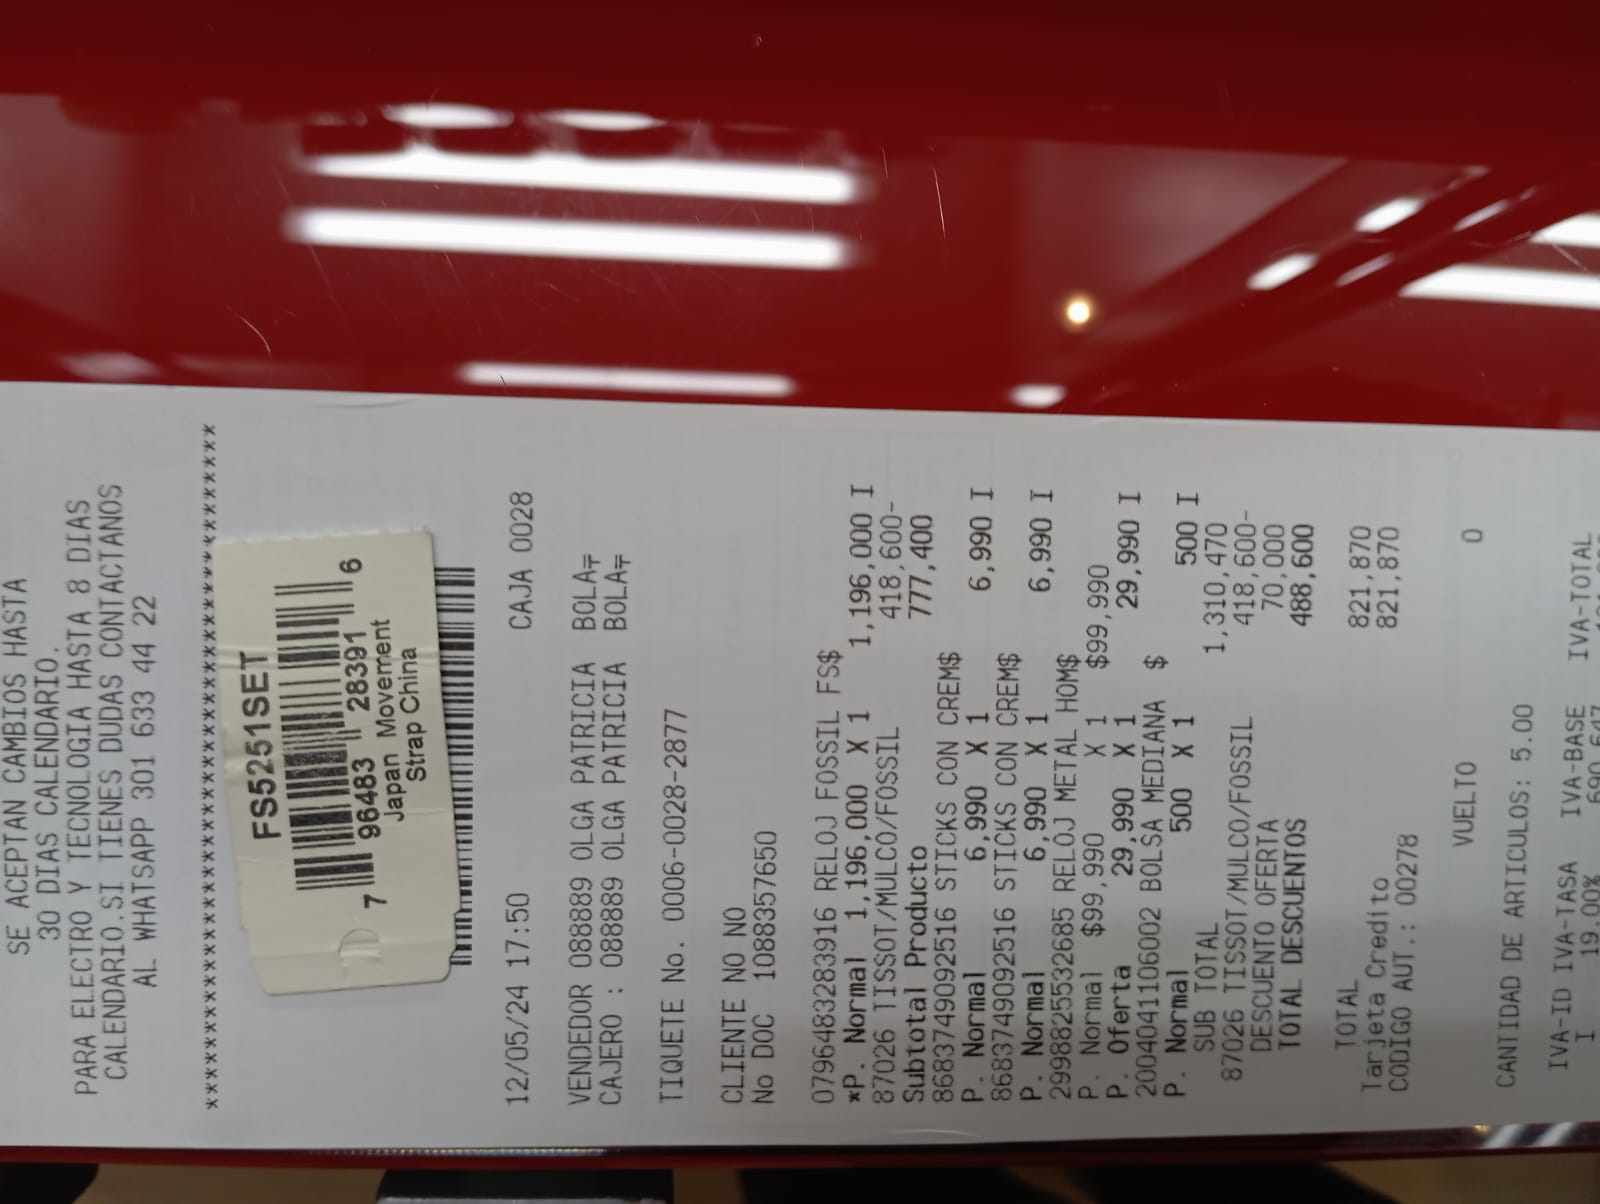 SE ACEPTAN CAMBIOS HASTA
30 DIAS CALENDARIO.
PARA ELECTRO Y TECNOLOGIA HASTA 8 DIAS
CALENDARIO.SI TIENES DUDAS CONTACTANOS
AL WHATSAPP 301 633 44 22
****************************************
FS5251SET
7 96483 28391 6
Japan Movement
Strap China
12/05/24 17:50 CAJA 0028
VENDEDOR 088889 OLGA PATRICIA BOLA
CAJERO : 088889 OLGA PATRICIA BOLA
TIQUETE No. 0006-0028-2877
CLIENTE NO NO
No DOC 1088357650
0796483283916 RELOJ FOSSIL FS$
*P. Normal 1,196,000 X 1 1,196,000 I
87026 TISSOT/MULCO/FOSSIL 418,600-
Subtotal Producto 777,400
8683749092516 STICKS CON CREM$
P. Normal 6,990 X 1 6,990 I
8683749092516 STICKS CON CREM$
P. Normal 6,990 X 1 6,990 I
2998825532685 RELOJ METAL HOM$
P. Normal $99,990 X 1 $99,990
P. Oferta 29,990 X 1 29,990 I
2004041106002 BOLSA MEDIANA $
P. Normal 500 X 1 500 I
SUB TOTAL 1,310,470
87026 TISSOT/MULCO/FOSSIL 418,600-
DESCUENTO OFERTA 70,000
TOTAL DESCUENTOS 488,600
TOTAL 821,870
Tarjeta Credito 821,870
CODIGO AUT.: 00278
VUELTO 0
CANTIDAD DE ARTICULOS: 5.00
IVA-ID IVA-TASA IVA-BASE IVA-TOTAL
I 19.00%